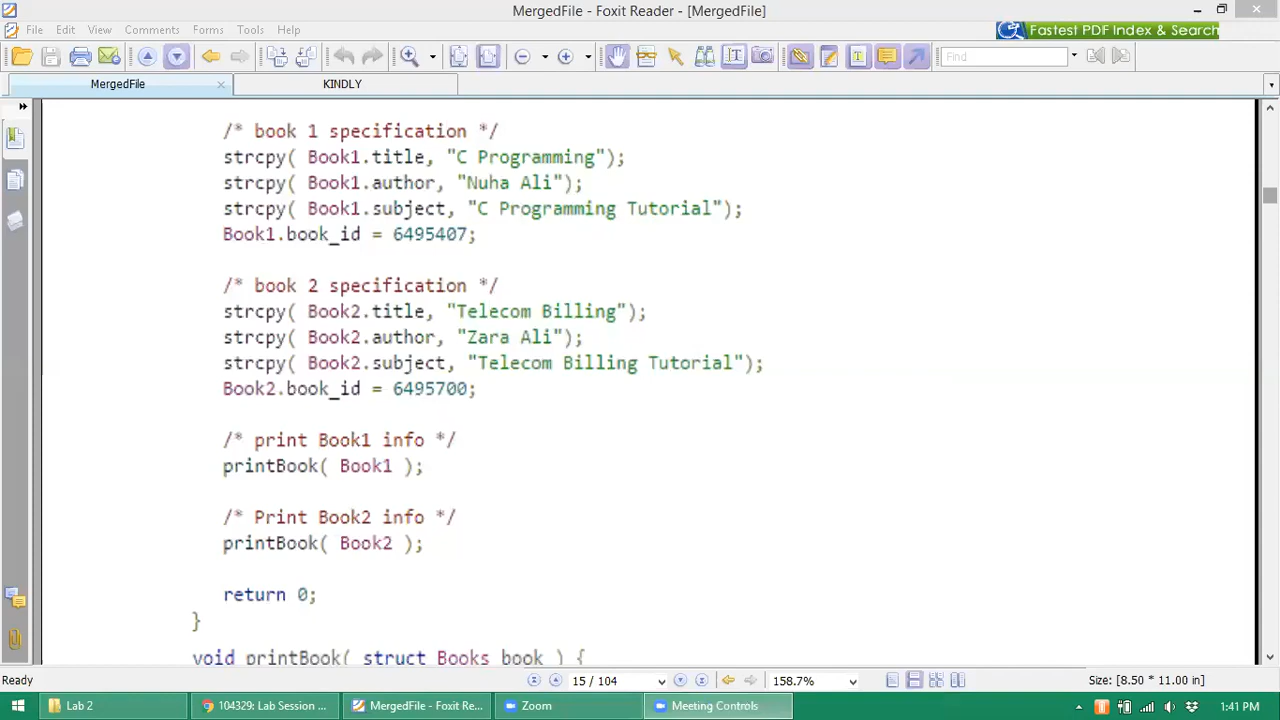 MergedFile - Foxit Reader - [MergedFile]
File Edit View Comments Forms Tools Help
Fastest PDF Index & Search
Find
MergedFile
KINDLY
/* book 1 specification */
strcpy( Book1.title, "C Programming");
strcpy( Book1.author, "Nuha Ali");
strcpy( Book1.subject, "C Programming Tutorial");
Book1.book_id = 6495407;
/* book 2 specification */
strcpy( Book2.title, "Telecom Billing");
strcpy( Book2.author, "Zara Ali");
strcpy( Book2.subject, "Telecom Billing Tutorial");
Book2.book_id = 6495700;
/* print Book1 info */
printBook( Book1 );
/* Print Book2 info */
printBook( Book2 );
return 0;
}
void printBook( struct Books book ) {
Ready
15 / 104
158.7%
Size: [8.50 * 11.00 in]
Lab 2
104329: Lab Session ...
MergedFile - Foxit Re...
Zoom
Meeting Controls
1:41 PM